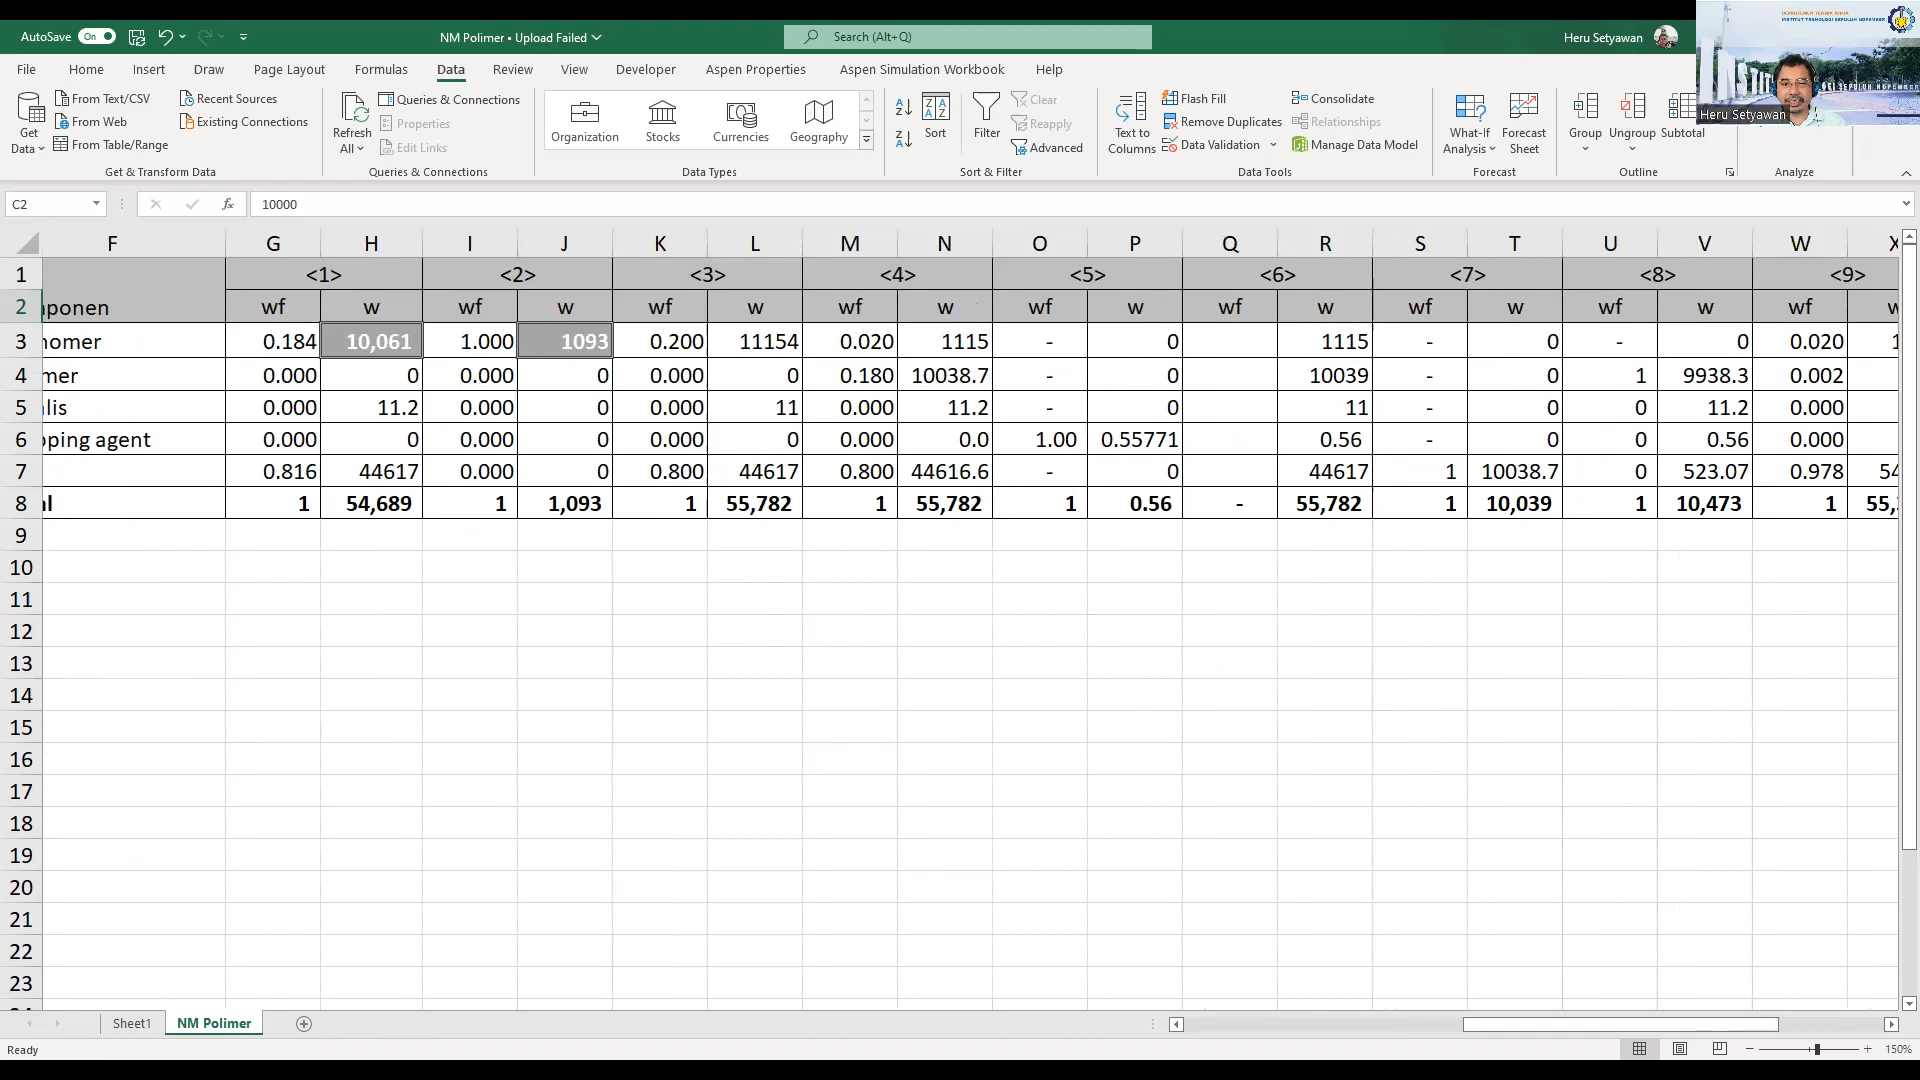 AutoSave On
NM Polimer • Upload Failed
Search (Alt+Q)
Heru Setyawan
File Home Insert Draw Page Layout Formulas Data Review View Developer Aspen Properties Aspen Simulation Workbook Help
Get Data
From Text/CSV
From Web
From Table/Range
Recent Sources
Existing Connections
Get & Transform Data
Refresh All
Queries & Connections
Properties
Edit Links
Queries & Connections
Organization Stocks Currencies Geography
Data Types
Sort
Filter
Clear
Reapply
Advanced
Sort & Filter
Text to Columns
Flash Fill
Remove Duplicates
Data Validation
Consolidate
Relationships
Manage Data Model
Data Tools
What-If Analysis
Forecast Sheet
Forecast
Group Ungroup Subtotal
Outline
Analyze
Heru Setyawan
INSTITUT TEKNOLOGI SEPULUH NOPEMBER
C2 fx 10000
F G H I J K L M N O P Q R S T U V W X
1 <1> <2> <3> <4> <5> <6> <7> <8> <9>
2 ponen wf w wf w wf w wf w wf w wf w wf w wf w wf w
3 nomer 0.184 10,061 1.000 1093 0.200 11154 0.020 1115 - 0 1115 - 0 - 0 0.020 1
4 mer 0.000 0 0.000 0 0.000 0 0.180 10038.7 - 0 10039 - 0 1 9938.3 0.002
5 lis 0.000 11.2 0.000 0 0.000 11 0.000 11.2 - 0 11 - 0 0 11.2 0.000
6 pping agent 0.000 0 0.000 0 0.000 0 0.000 0.0 1.00 0.55771 0.56 - 0 0 0.56 0.000
7 0.816 44617 0.000 0 0.800 44617 0.800 44616.6 - 0 44617 1 10038.7 0 523.07 0.978 54
8 al 1 54,689 1 1,093 1 55,782 1 55,782 1 0.56 - 55,782 1 10,039 1 10,473 1 55,
9
10
11
12
13
14
15
16
17
18
19
20
21
22
23
Sheet1 NM Polimer
Ready
150%